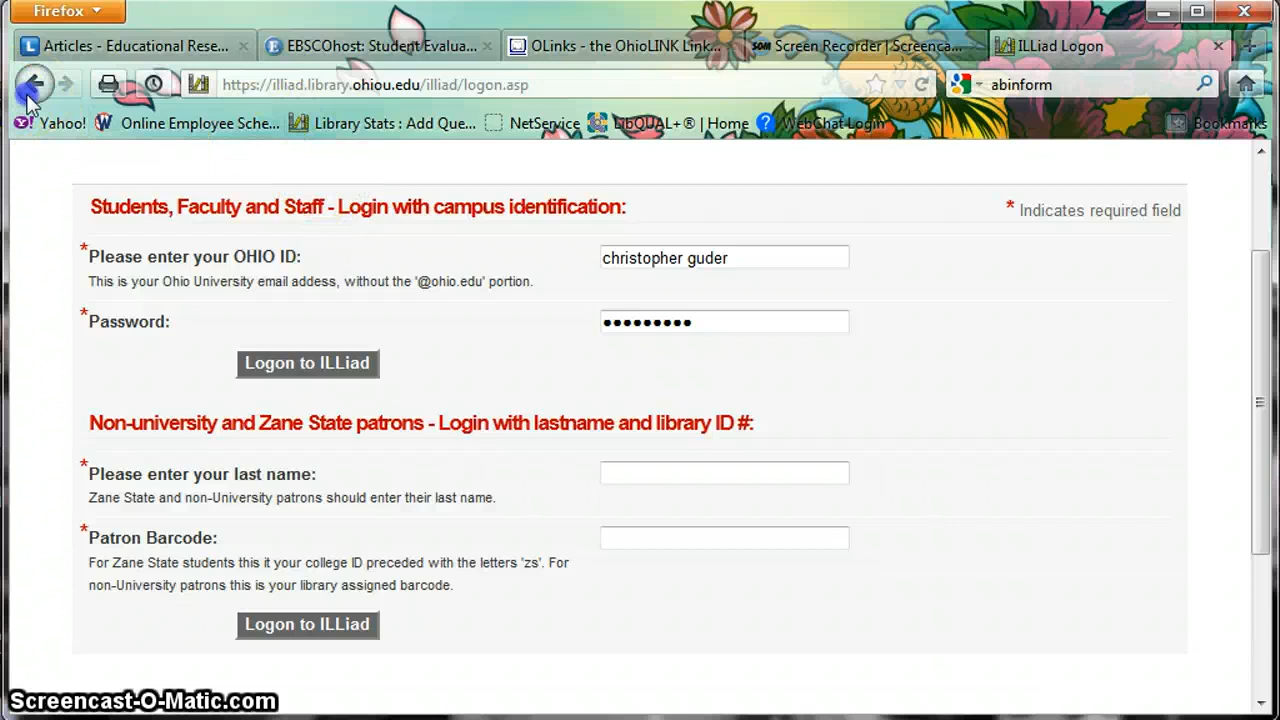 Firefox
Articles - Educational Rese...
EBSCOhost: Student Evalua...
OLinks - the OhioLINK Link...
SOM Screen Recorder | Screenca...
ILLiad Logon
https://illiad.library.ohiou.edu/illiad/logon.asp
abinform
Yahoo!
Online Employee Sche...
Library Stats : Add Que...
NetService
LibQUAL+® | Home
WebChat Login
Bookmarks
Students, Faculty and Staff - Login with campus identification:
* Indicates required field
* Please enter your OHIO ID:
christopher guder
This is your Ohio University email addess, without the '@ohio.edu' portion.
* Password:
•••••••••
Logon to ILLiad
Non-university and Zane State patrons - Login with lastname and library ID #:
* Please enter your last name:
Zane State and non-University patrons should enter their last name.
* Patron Barcode:
For Zane State students this it your college ID preceded with the letters 'zs'. For
non-University patrons this is your library assigned barcode.
Logon to ILLiad
Screencast-O-Matic.com